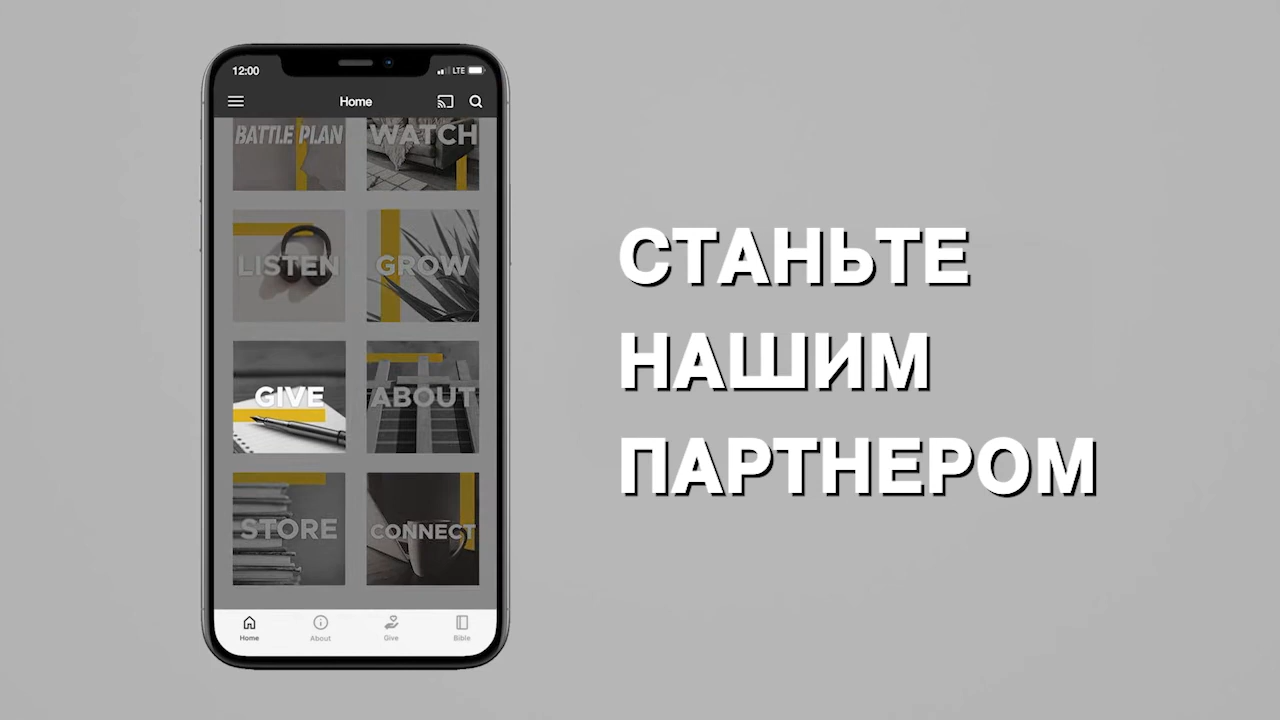 12:00
LTE
Home
BATTLE PLAN
WATCH
LISTEN
GROW
GIVE
ABOUT
STORE
CONNECT
Home
About
Give
Bible
СТАНЬТЕ
НАШИМ
ПАРТНЕРОМ